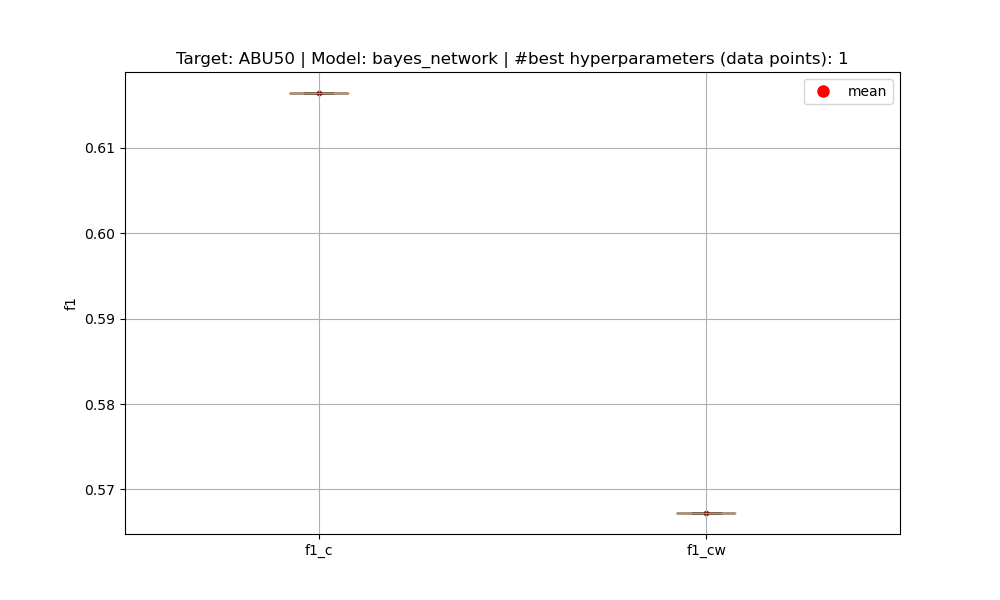 Target: ABU50 | Model: bayes_network | #best hyperparameters (data points): 1
mean
0.61
0.60
0.59
0.58
0.57
f1
f1_c
f1_cw